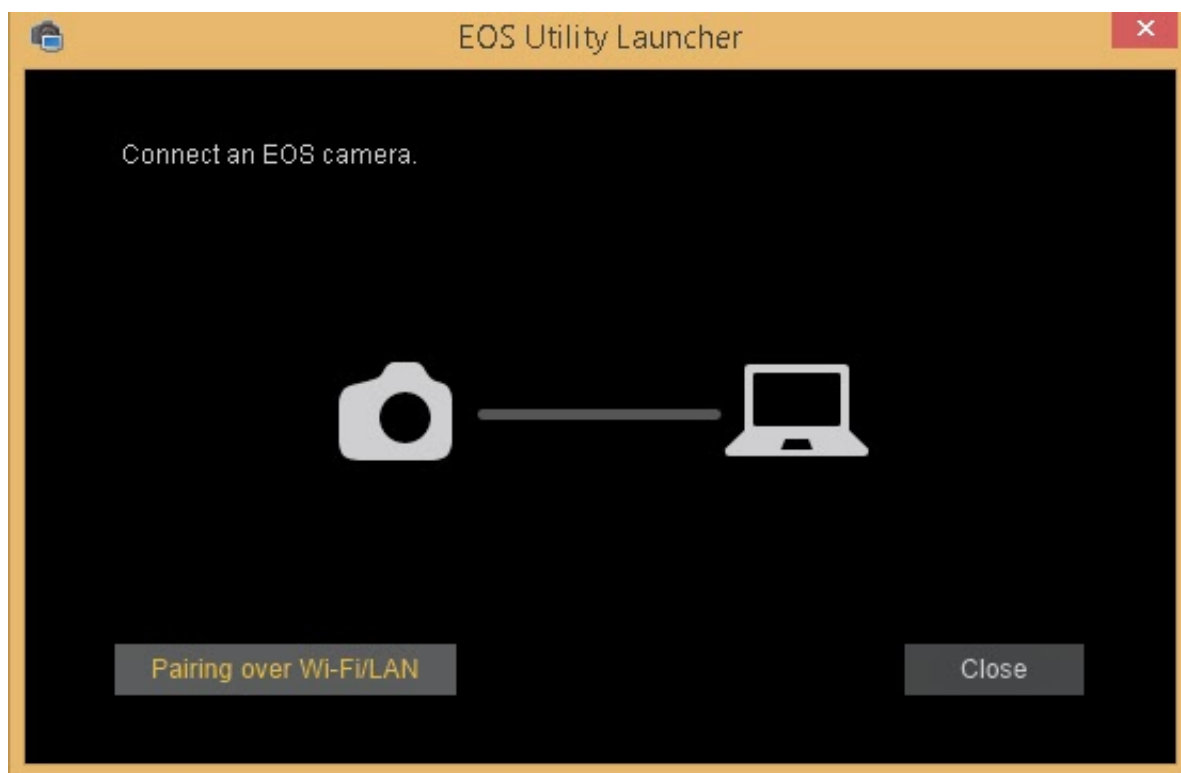 EOS Utility Launcher
Connect an EOS camera.
Pairing over Wi-Fi/LAN
Close